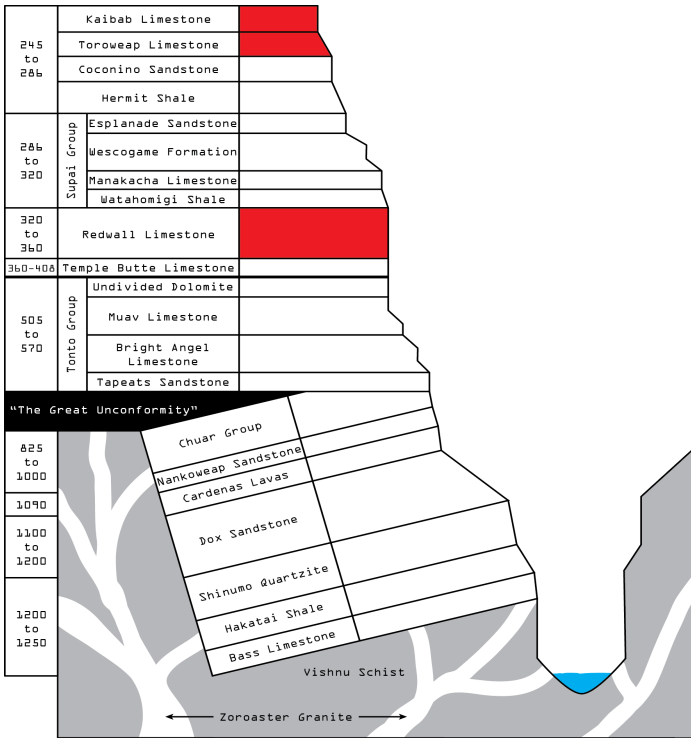 245
to
286
Kaibab Limestone
Toroweap Limestone
Coconino Sandstone
Hermit Shale
286
to
320
Supai Group
Esplanade Sandstone
Wescogame Formation
Manakacha Limestone
Watahomigi Shale
320
to
360
Redwall Limestone
360-408
Temple Butte Limestone
505
to
570
Tonto Group
Undivided Dolomite
Muav Limestone
Bright Angel
Limestone
Tapeats Sandstone
“The Great Unconformity”
825
to
1000
1090
1100
to
1200
1200
to
1250
Chuar Group
Nankoweap Sandstone
Cardenas Lavas
Dox Sandstone
Shinumo Quartzite
Hakatai Shale
Bass Limestone
Vishnu Schist
Zoroaster Granite